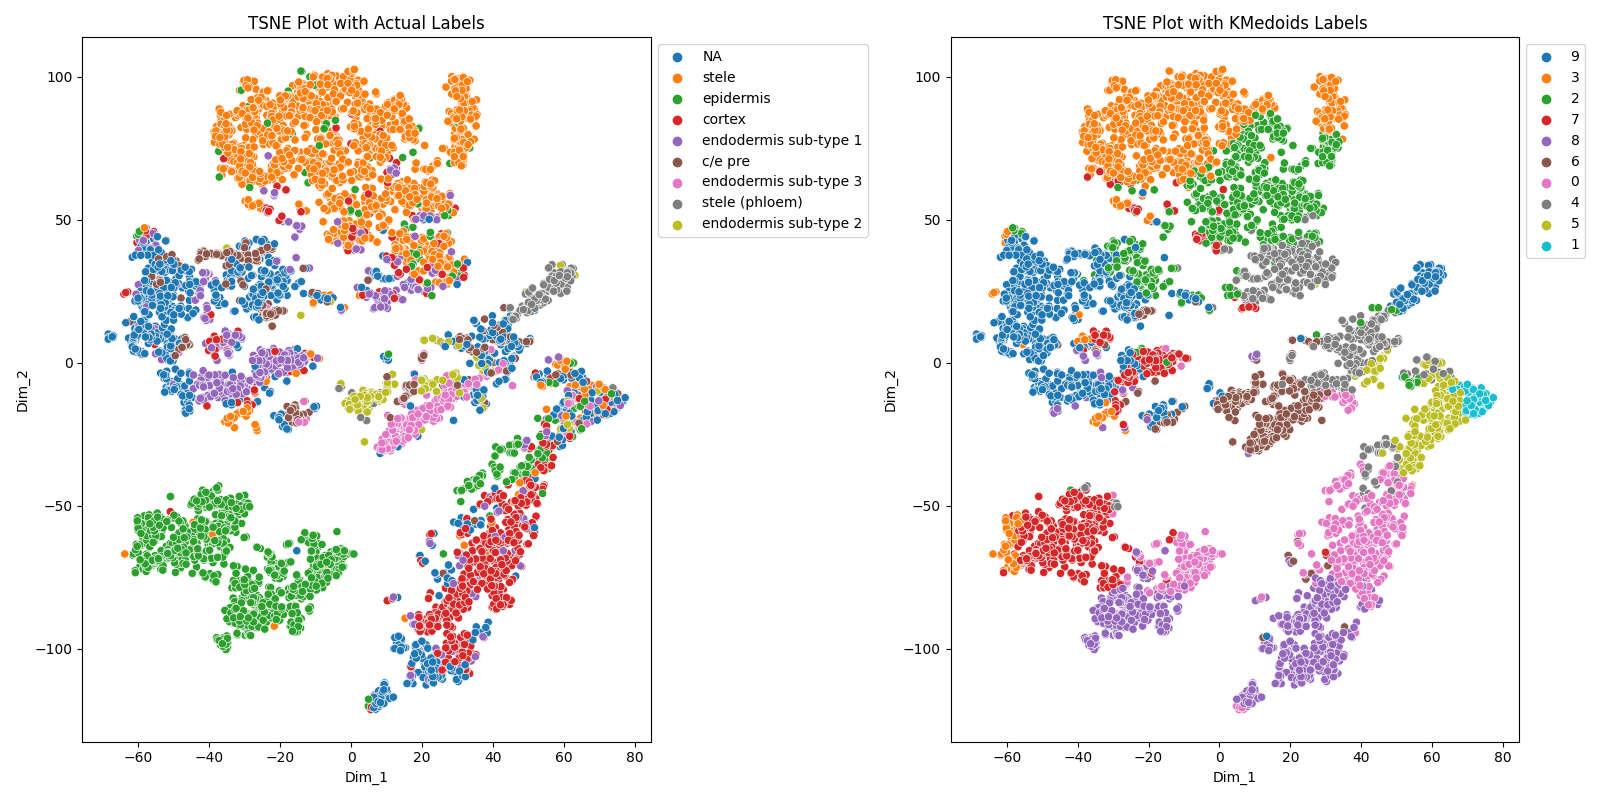 TSNE Plot with Actual Labels
100
50
0
−50
−100
−60
−40
−20
0
20
40
60
80
Dim_1
Dim_2
NA
stele
epidermis
cortex
endodermis sub-type 1
c/e pre
endodermis sub-type 3
stele (phloem)
endodermis sub-type 2
TSNE Plot with KMedoids Labels
100
50
0
−50
−100
−60
−40
−20
0
20
40
60
80
Dim_1
Dim_2
9
3
2
7
8
6
0
4
5
1